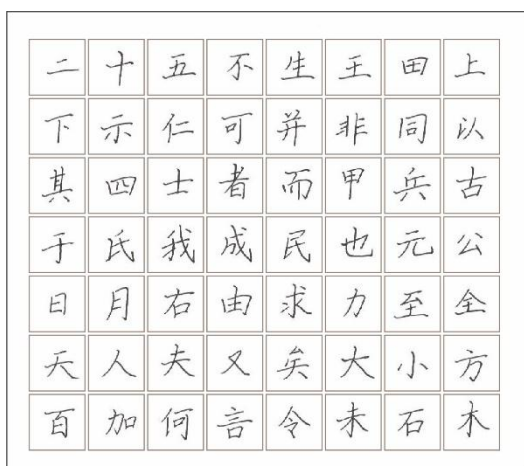 二十五不生王田上
下示仁可并非同以
其四士者而甲兵古
于氏我成民也元公
日月右由求力至全
天人夫又矣大小方
百加何言令未石木